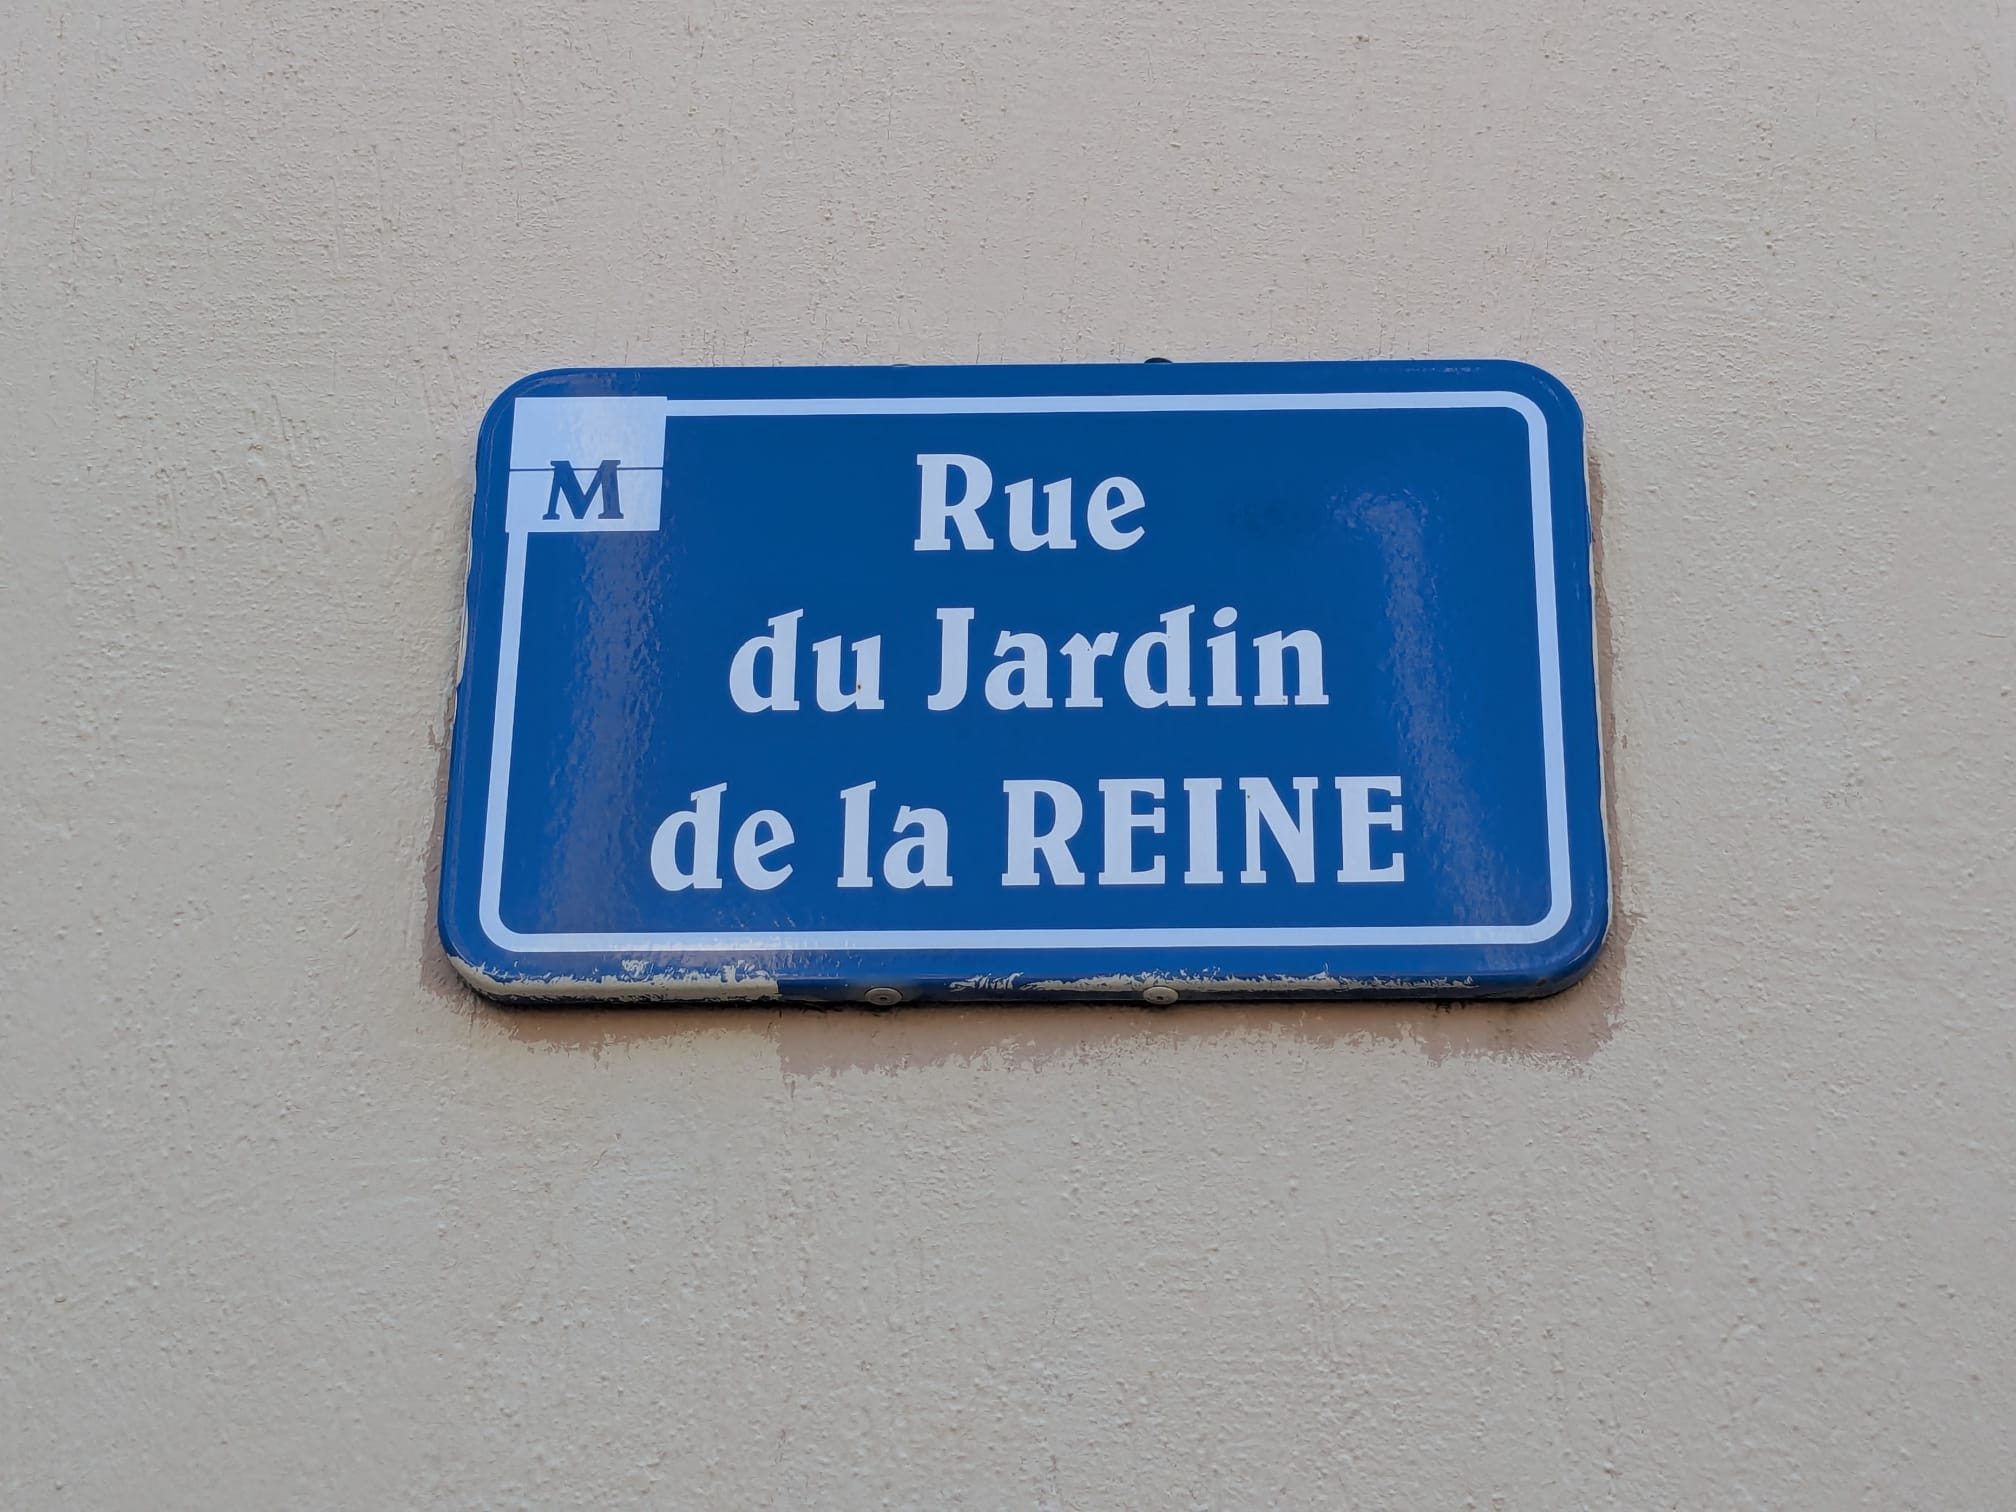 M
Rue
du Jardin
de la REINE